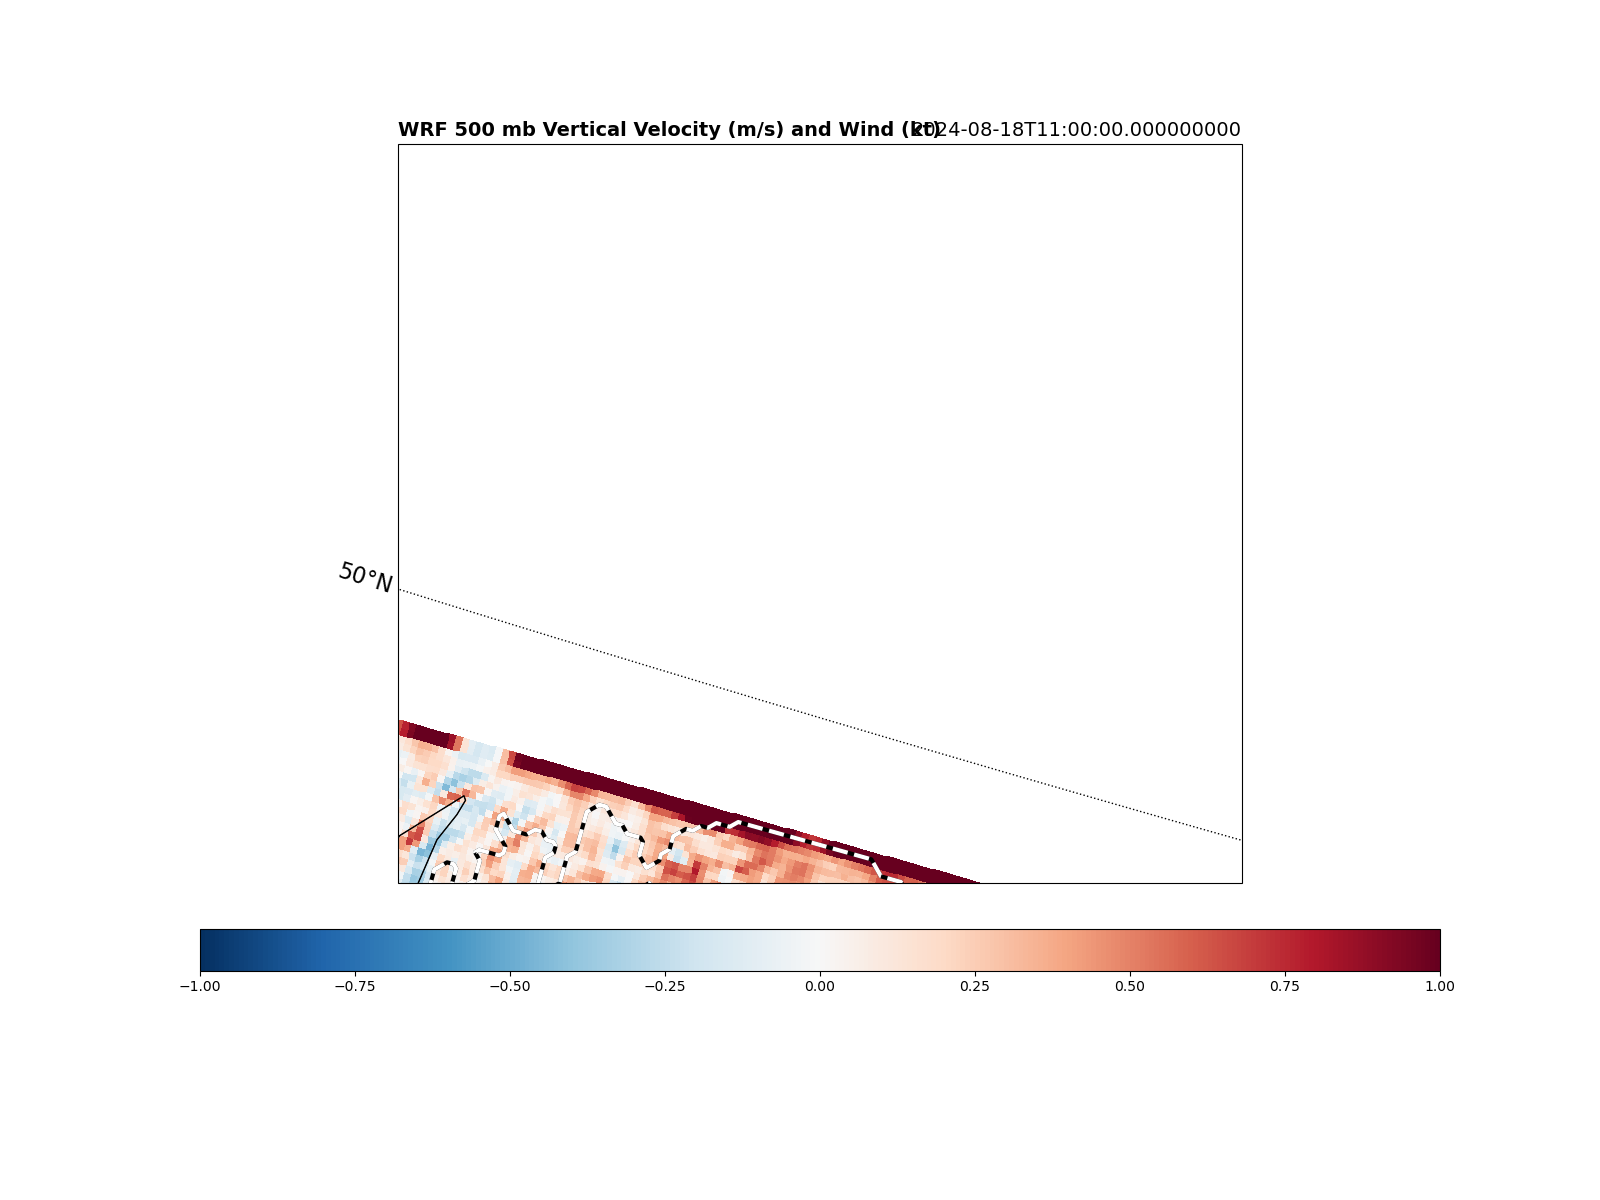 WRF 500 mb Vertical Velocity (m/s) and Wind (kt) 2024-08-18T11:00:00.000000000
50°N
−1.00 −0.75 −0.50 −0.25 0.00 0.25 0.50 0.75 1.00